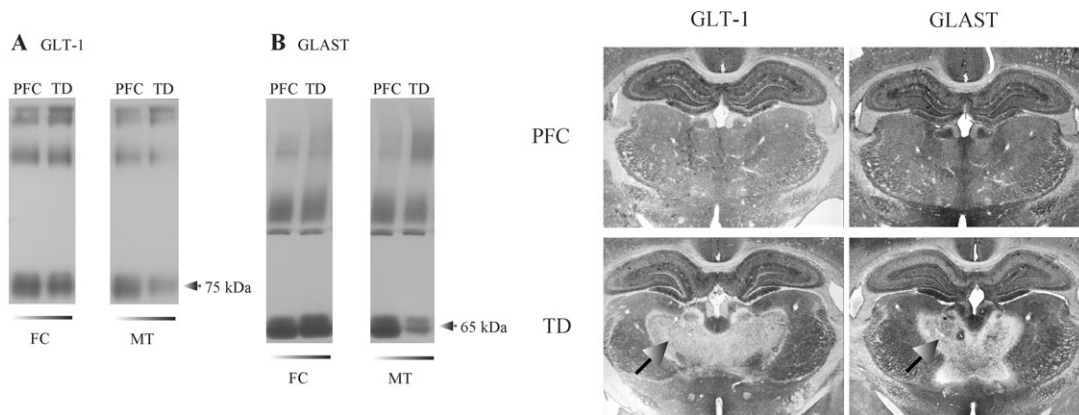 A GLT-1
B GLAST
PFC TD
PFC TD
PFC TD
PFC TD
75 kDa
65 kDa
FC
MT
FC
MT
GLT-1
GLAST
PFC
TD